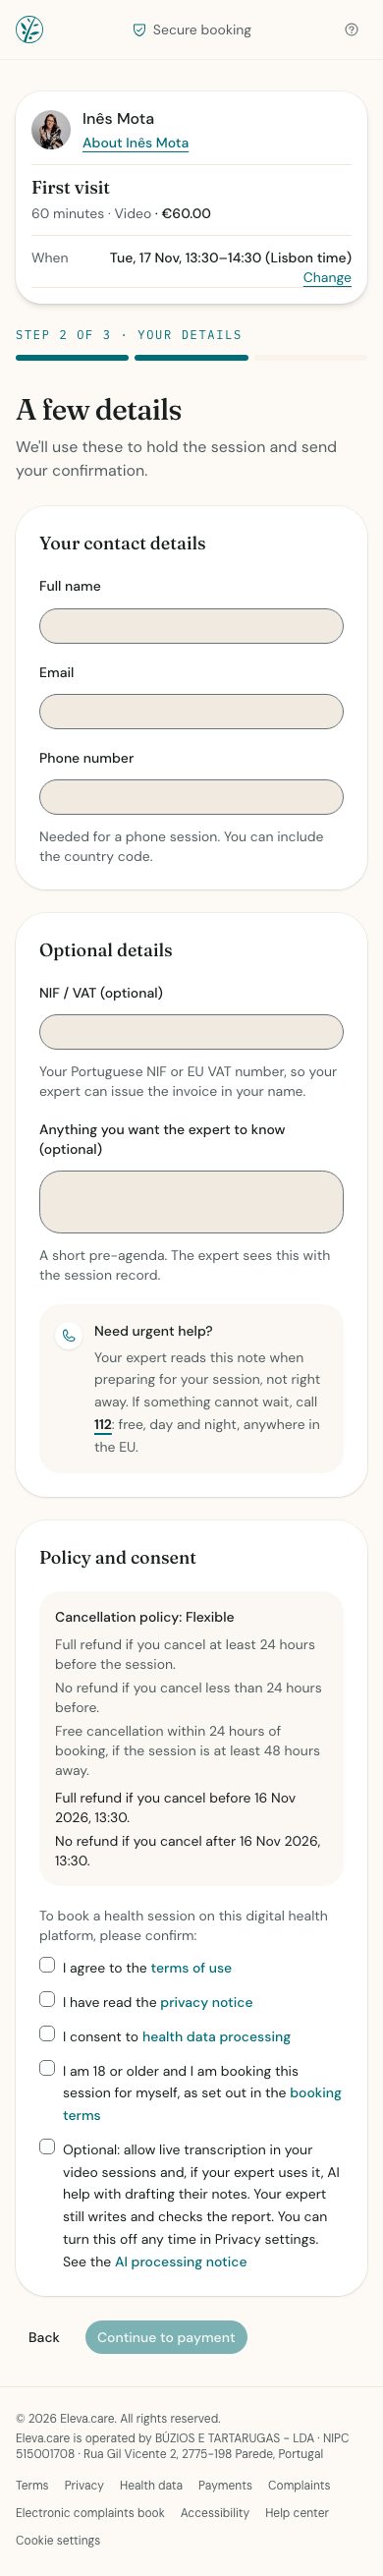 Secure booking
Inês Mota
About Inês Mota
First visit
60 minutes · Video · €60.00
When
Tue, 17 Nov, 13:30–14:30 (Lisbon time)
Change
STEP 2 OF 3 · YOUR DETAILS
A few details
We'll use these to hold the session and send
your confirmation.
Your contact details
Full name
Email
Phone number
Needed for a phone session. You can include
the country code.
Optional details
NIF / VAT (optional)
Your Portuguese NIF or EU VAT number, so your
expert can issue the invoice in your name.
Anything you want the expert to know
(optional)
A short pre-agenda. The expert sees this with
the session record.
Need urgent help?
Your expert reads this note when
preparing for your session, not right
away. If something cannot wait, call
112: free, day and night, anywhere in
the EU.
Policy and consent
Cancellation policy: Flexible
Full refund if you cancel at least 24 hours
before the session.
No refund if you cancel less than 24 hours
before.
Free cancellation within 24 hours of
booking, if the session is at least 48 hours
away.
Full refund if you cancel before 16 Nov
2026, 13:30.
No refund if you cancel after 16 Nov 2026,
13:30.
To book a health session on this digital health
platform, please confirm:
I agree to the terms of use
I have read the privacy notice
I consent to health data processing
I am 18 or older and I am booking this
session for myself, as set out in the booking
terms
Optional: allow live transcription in your
video sessions and, if your expert uses it, AI
help with drafting their notes. Your expert
still writes and checks the report. You can
turn this off any time in Privacy settings.
See the AI processing notice
Back
Continue to payment
© 2026 Eleva.care. All rights reserved.
Eleva.care is operated by BÚZIOS E TARTARUGAS - LDA · NIPC
515001708 · Rua Gil Vicente 2, 2775-198 Parede, Portugal
Terms Privacy Health data Payments Complaints
Electronic complaints book Accessibility Help center
Cookie settings